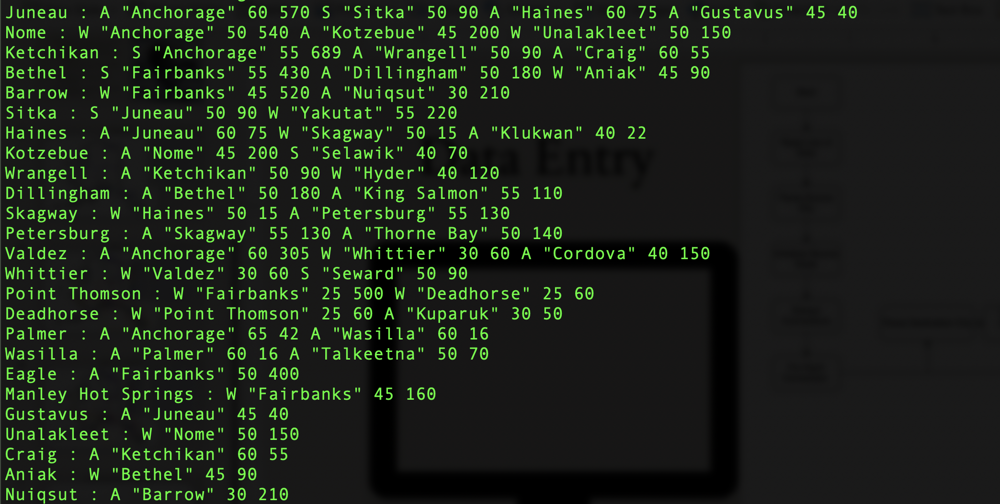 Juneau : A "Anchorage" 60 570 S "Sitka" 50 90 A "Haines" 60 75 A "Gustavus" 45 40
Nome : W "Anchorage" 50 540 A "Kotzebue" 45 200 W "Unalakleet" 50 150
Ketchikan : S "Anchorage" 55 689 A "Wrangell" 50 90 A "Craig" 60 55
Bethel : S "Fairbanks" 55 430 A "Dillingham" 50 180 W "Aniak" 45 90
Barrow : W "Fairbanks" 45 520 A "Nuiqsut" 30 210
Sitka : S "Juneau" 50 90 W "Yakutat" 55 220
Haines : A "Juneau" 60 75 W "Skagway" 50 15 A "Klukwan" 40 22
Kotzebue : A "Nome" 45 200 S "Selawik" 40 70
Wrangell : A "Ketchikan" 50 90 W "Hyder" 40 120
Data Entry
Dillingham : A "Bethel" 50 180 A "King Salmon" 55 110
Skagway : W "Haines" 50 15 A "Petersburg" 55 130
Petersburg : A "Skagway" 55 130 A "Thorne Bay" 50 140
Valdez : A "Anchorage" 60 305 W "Whittier" 30 60 A "Cordova" 40 150
Whittier : W "Valdez" 30 60 S "Seward" 50 90
Point Thomson : W "Fairbanks" 25 500 W "Deadhorse" 25 60
Deadhorse : W "Point Thomson" 25 60 A "Kuparuk" 30 50
Palmer : A "Anchorage" 65 42 A "Wasilla" 60 16
Wasilla : A "Palmer" 60 16 A "Talkeetna" 50 70
Eagle : A "Fairbanks" 50 400
Manley Hot Springs : W "Fairbanks" 45 160
Gustavus : A "Juneau" 45 40
Unalakleet : W "Nome" 50 150
Craig : A "Ketchikan" 60 55
Aniak : W "Bethel" 45 90
Nuiqsut : A "Barrow" 30 210